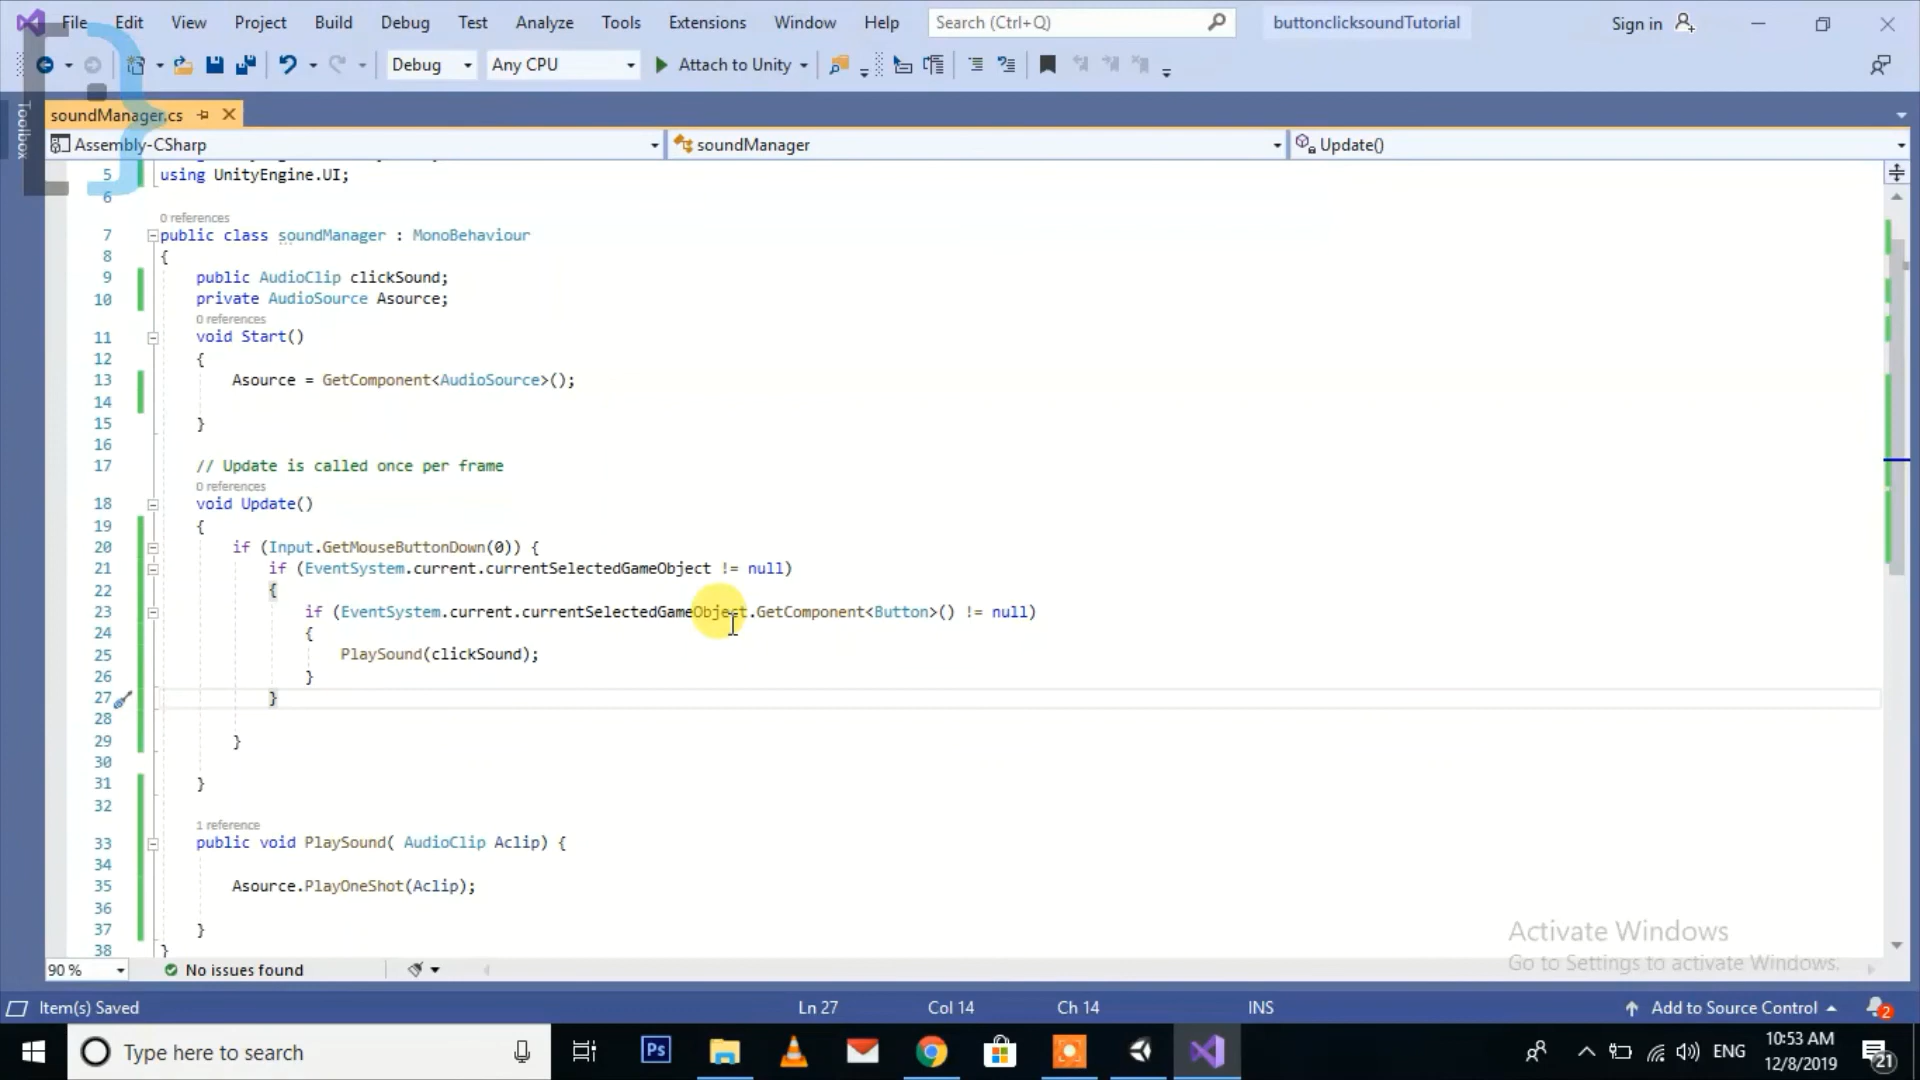 File Edit View Project Build Debug Test Analyze Tools Extensions Window Help Search (Ctrl+Q) buttonclicksoundTutorial Sign in
Debug Any CPU Attach to Unity
Toolbox
soundManager.cs
Assembly-CSharp soundManager Update()
5 using UnityEngine.UI;
6
0 references
7 public class soundManager : MonoBehaviour
8 {
9 public AudioClip clickSound;
10 private AudioSource Asource;
0 references
11 void Start()
12 {
13 Asource = GetComponent<AudioSource>();
14
15 }
16
17 // Update is called once per frame
0 references
18 void Update()
19 {
20 if (Input.GetMouseButtonDown(0)) {
21 if (EventSystem.current.currentSelectedGameObject != null)
22 {
23 if (EventSystem.current.currentSelectedGameObject.GetComponent<Button>() != null)
24 {
25 PlaySound(clickSound);
26 }
27 }
28
29 }
30
31 }
32
1 reference
33 public void PlaySound( AudioClip Aclip) {
34
35 Asource.PlayOneShot(Aclip);
36
37 }
38 }
Activate Windows
Go to Settings to activate Windows.
90 % No issues found
Item(s) Saved Ln 27 Col 14 Ch 14 INS Add to Source Control 2
Type here to search Ps ENG 10:53 AM
12/8/2019 21